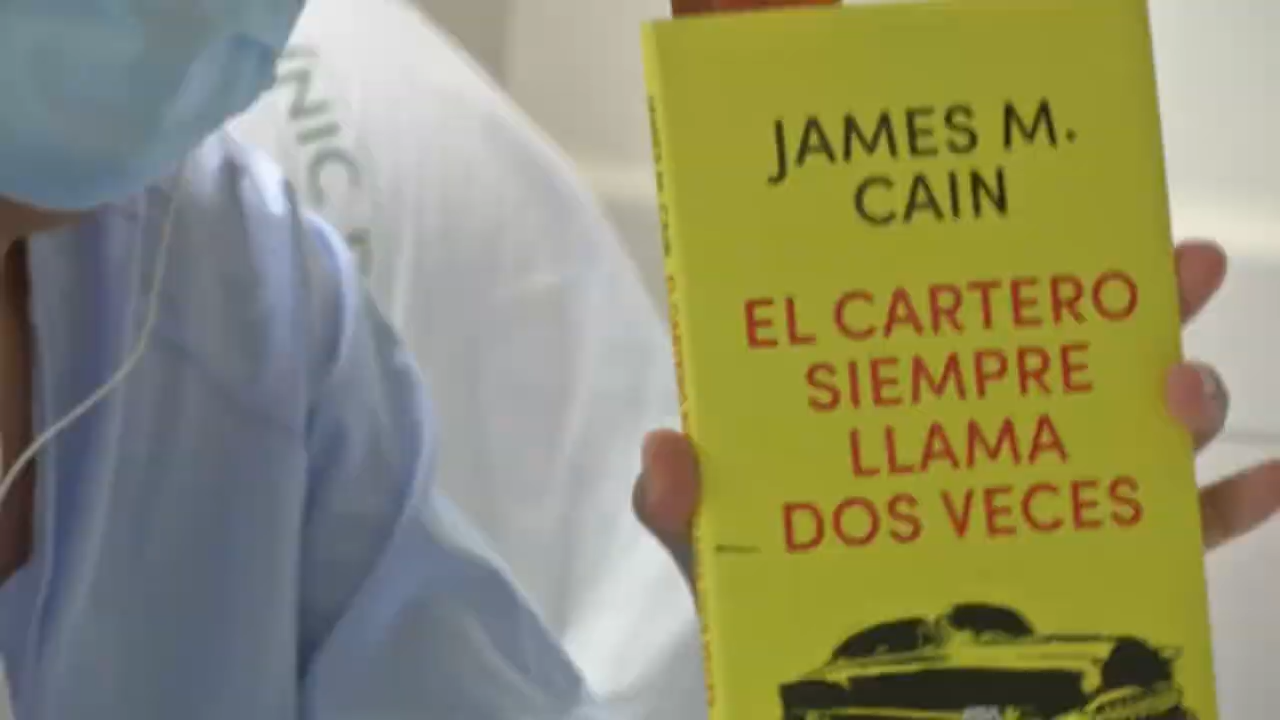 JAMES M.
CAIN
EL CARTERO
SIEMPRE
LLAMA
DOS VECES